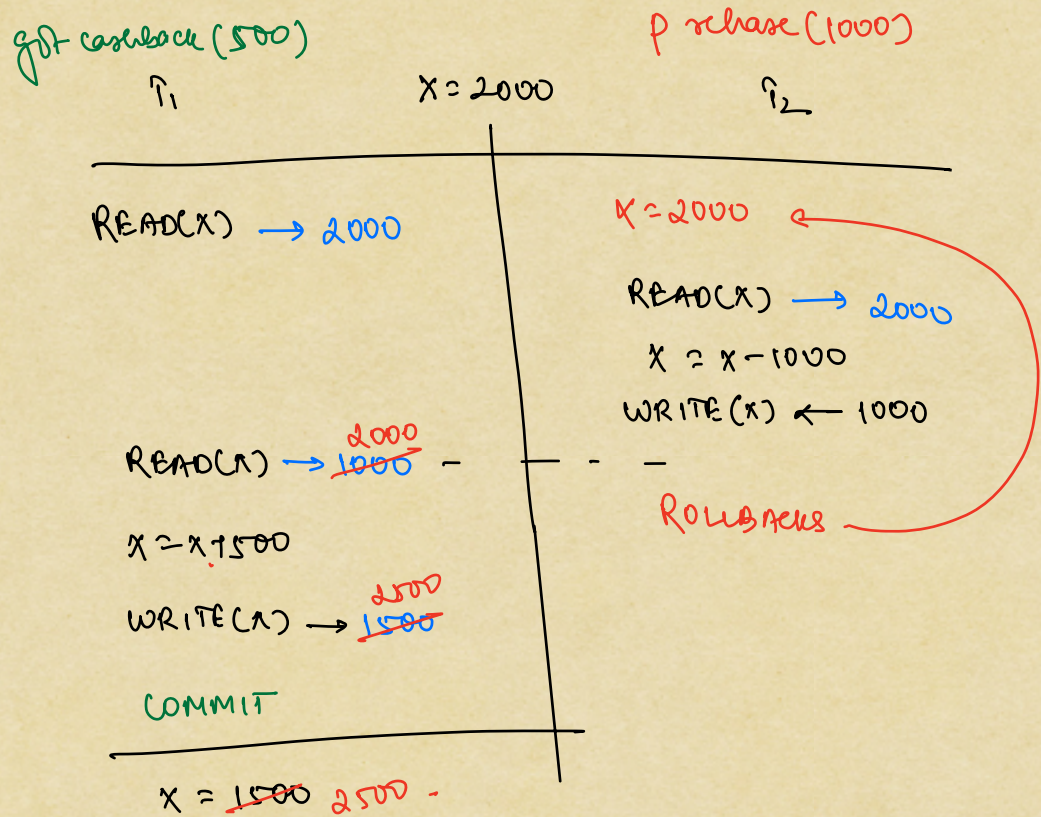 got cashback (500)
P rchase (1000)
T1
X = 2000
T2
READ(X) → 2000
X = 2000
READ(X) → 2000
X = X - 1000
WRITE(X) ← 1000
2000
READ(X) → 1000
ROLLBACKS
X = X + 500
2500
WRITE(X) → 1500
COMMIT
X = 1500 2500